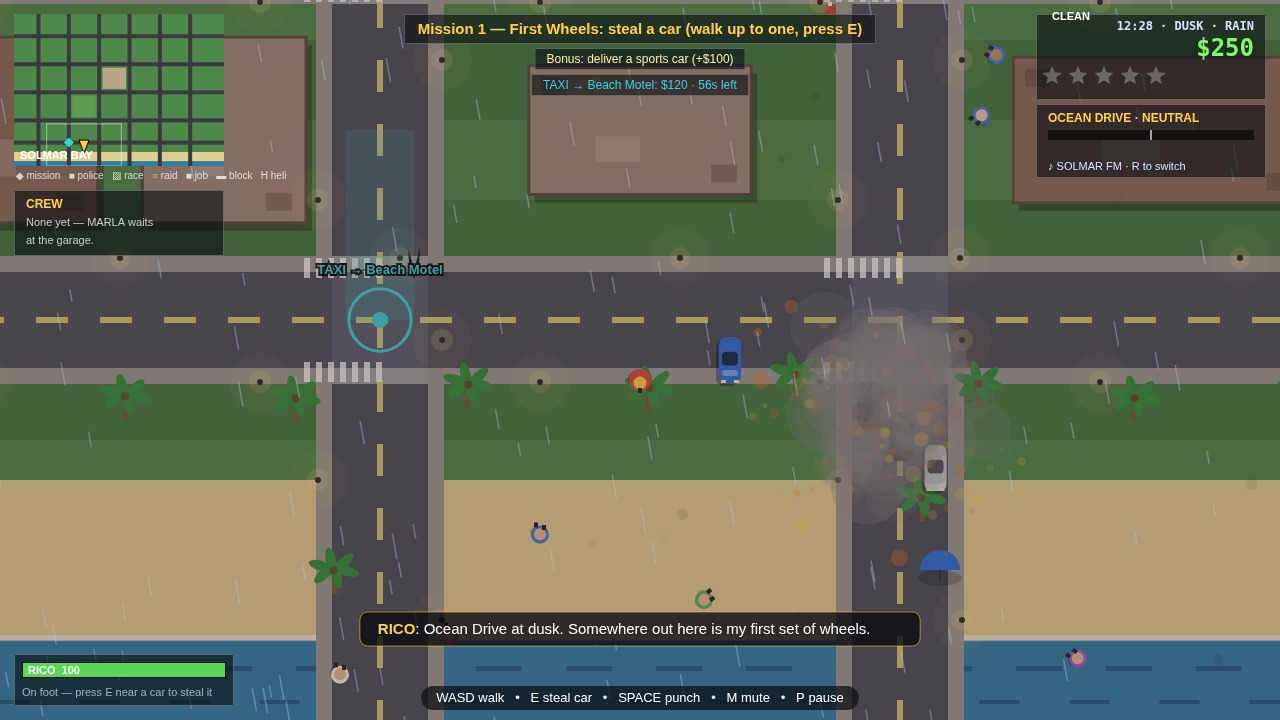 Mission 1 — First Wheels: steal a car (walk up to one, press E)
Bonus: deliver a sports car (+$100)
TAXI → Beach Motel: $120 · 56s left
CLEAN
12:28 · DUSK · RAIN
$250
OCEAN DRIVE · NEUTRAL
♪ SOLMAR FM · R to switch
SOLMAR BAY
◆ mission ■ police ▨ race ○ raid ■ job ▬ block H heli
CREW
None yet — MARLA waits
at the garage.
TAXI → Beach Motel
RICO: Ocean Drive at dusk. Somewhere out here is my first set of wheels.
RICO 100
On foot — press E near a car to steal it
WASD walk • E steal car • SPACE punch • M mute • P pause